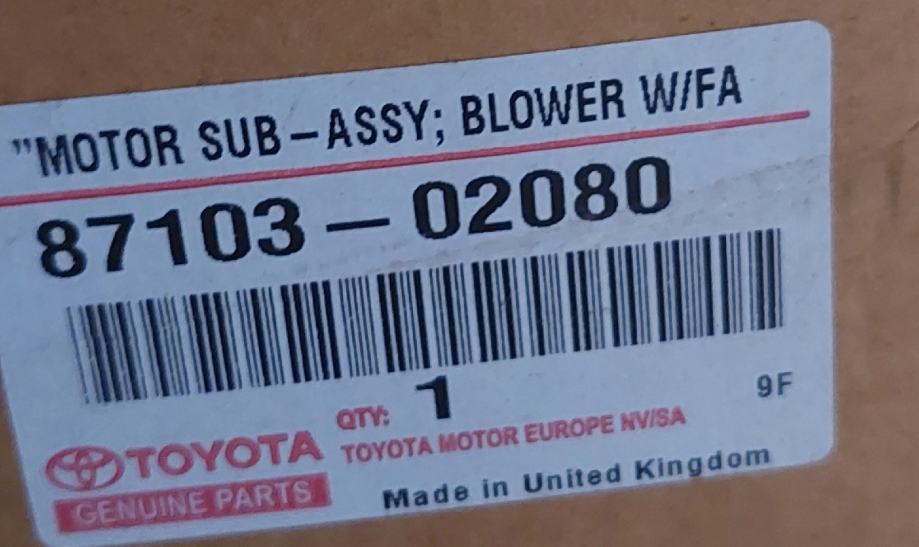 "MOTOR SUB-ASSY; BLOWER W/FA
87103-02080
QTY: 1
9F
TOYOTA
TOYOTA MOTOR EUROPE NV/SA
GENUINE PARTS
Made in United Kingdom